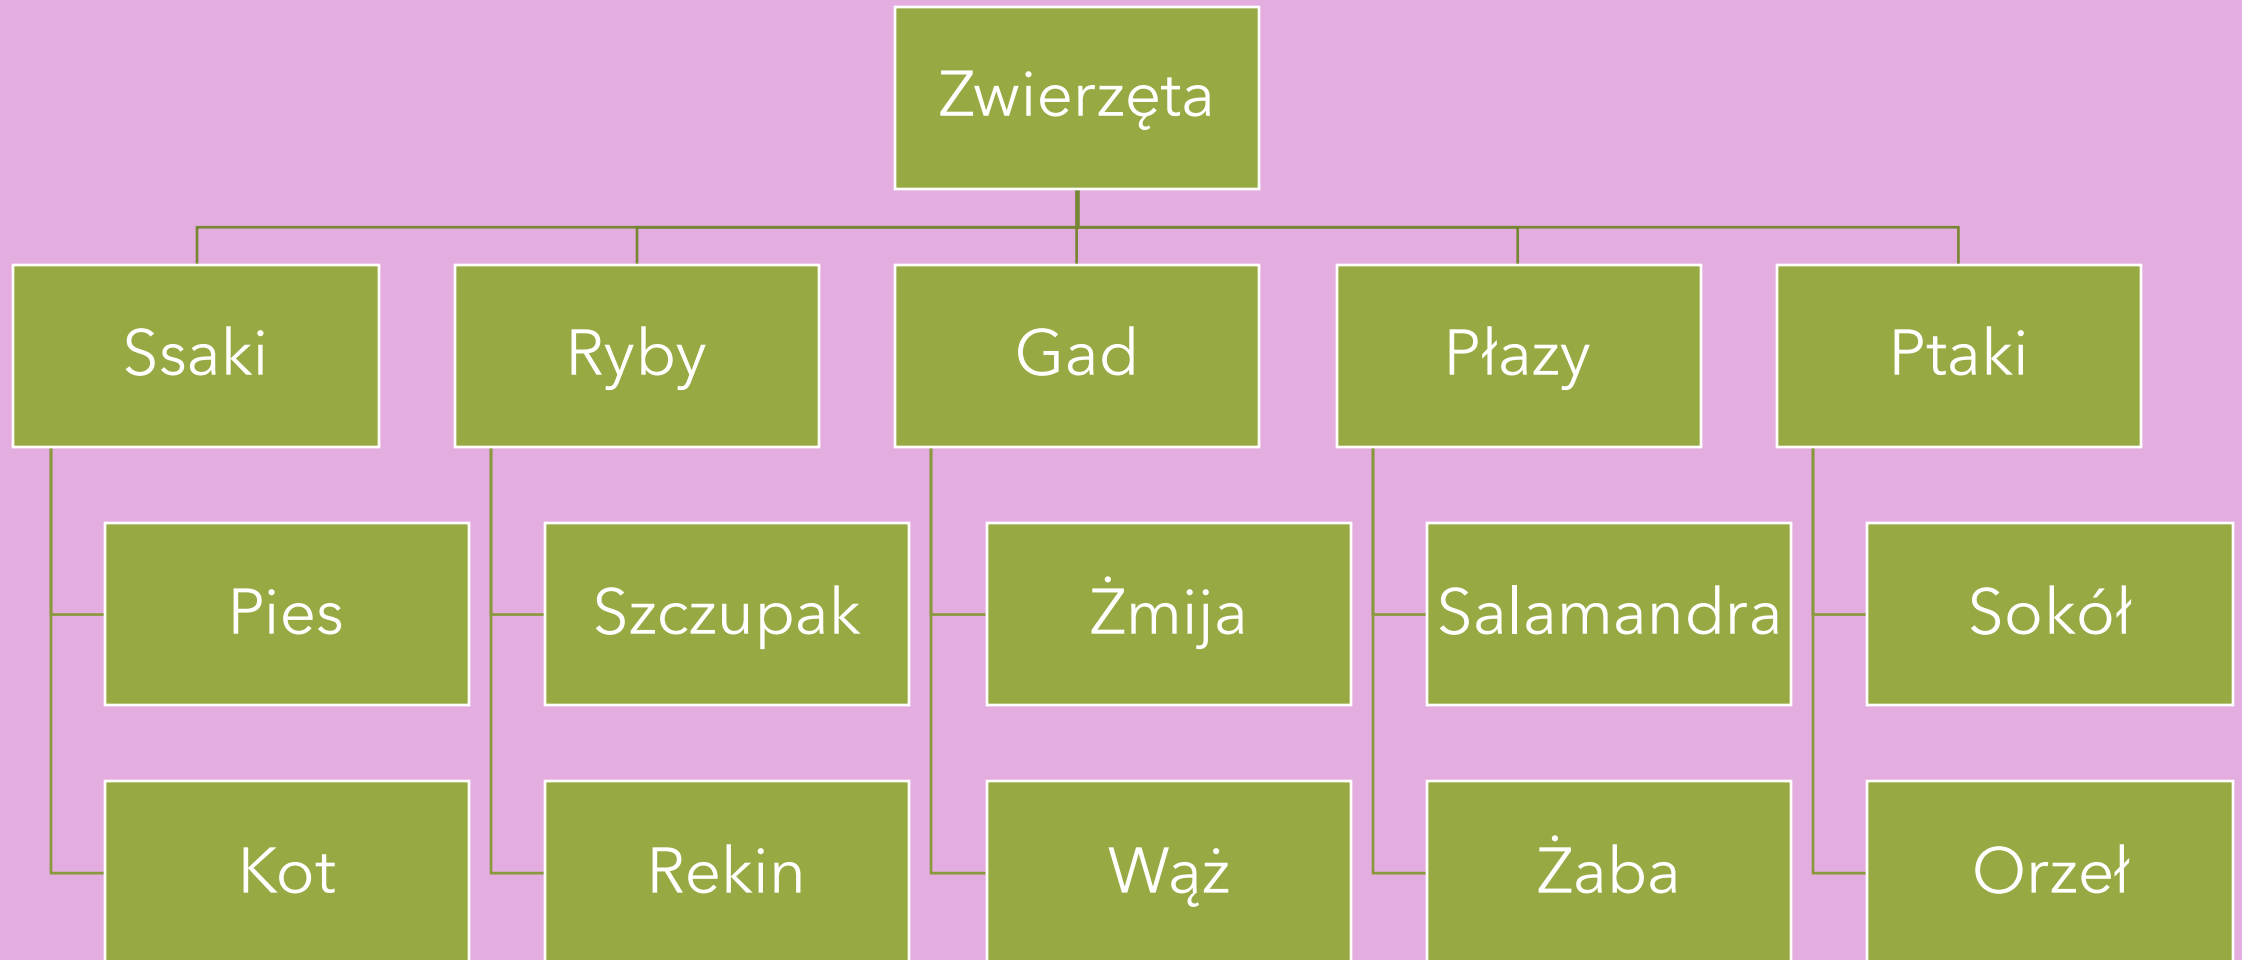 Zwierzęta
Ssaki
Ryby
Gad
Płazy
Ptaki
Pies
Szczupak
Żmija
Salamandra
Sokół
Kot
Rekin
Wąż
Żaba
Orzeł